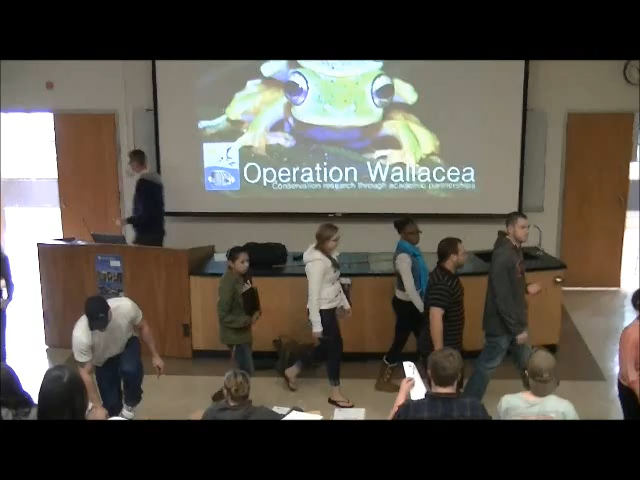 Operation Wallacea
Conservation research through academic partnerships